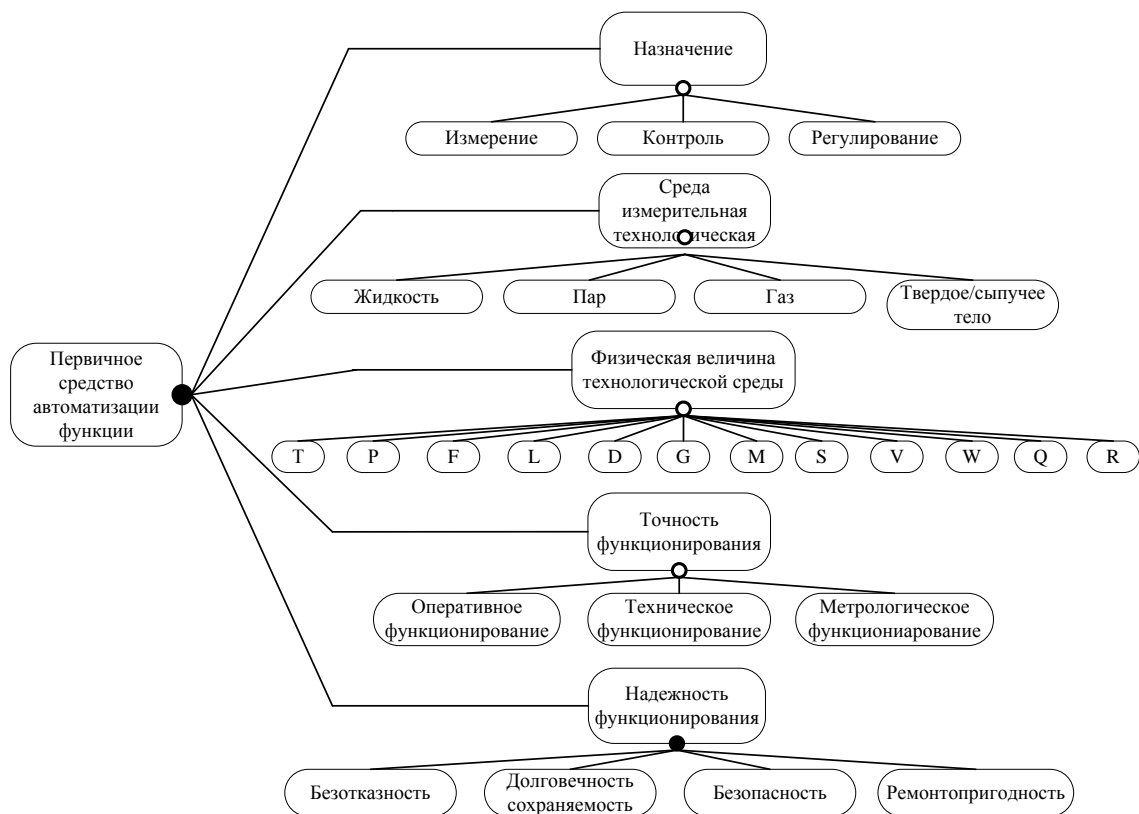 Назначение
Измерение
Контроль
Регулирование
Среда
измерительная
технологическая
Жидкость
Пар
Газ
Твердое/сыпучее
тело
Первичное
средство
автоматизации
функции
Физическая величина
технологической среды
T
P
F
L
D
G
M
S
V
W
Q
R
Точность
функционирования
Оперативное
функционирование
Техническое
функционирование
Метрологическое
функциониарование
Надежность
функционирования
Безотказность
Долговечность
сохраняемость
Безопасность
Ремонтопригодность